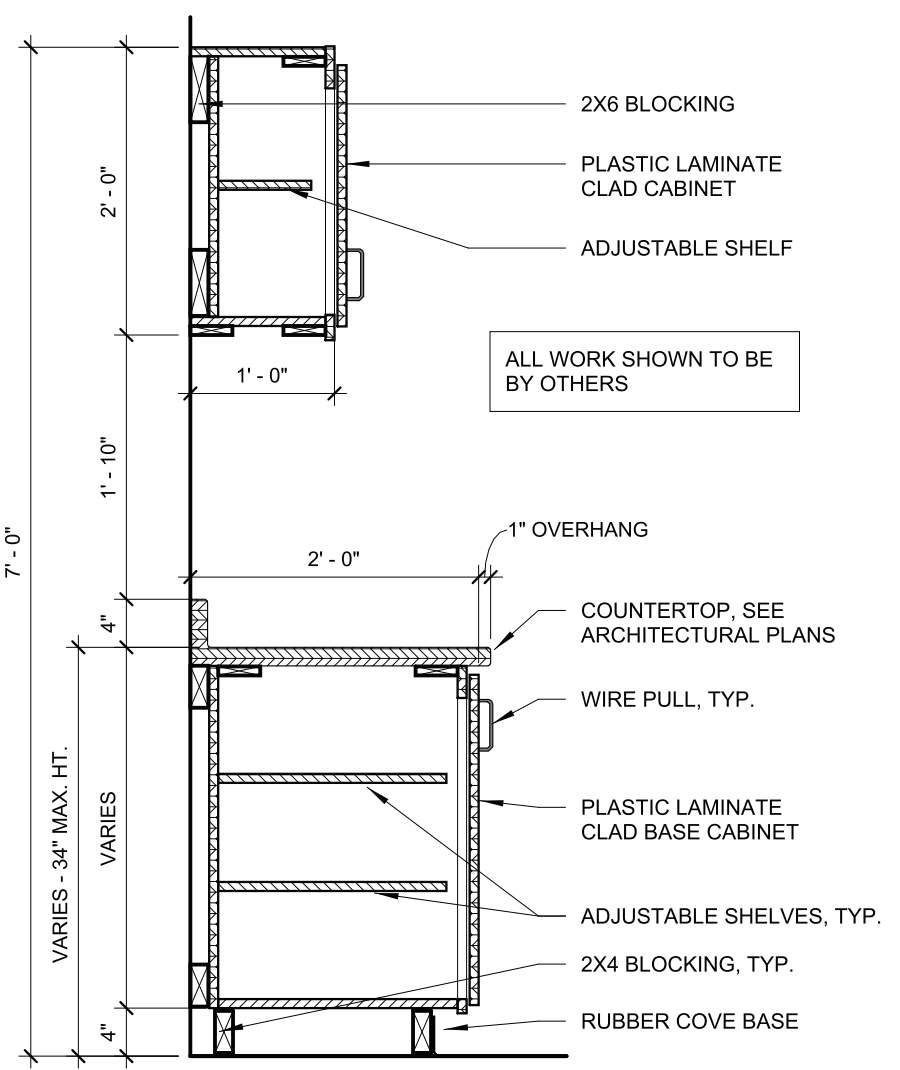 2X6 BLOCKING
PLASTIC LAMINATE
CLAD CABINET
2' - 0"
ADJUSTABLE SHELF
ALL WORK SHOWN TO BE
BY OTHERS
1' - 0"
1' - 10"
7' - 0"
1" OVERHANG
2' - 0"
4"
COUNTERTOP, SEE
ARCHITECTURAL PLANS
WIRE PULL, TYP.
VARIES - 34" MAX. HT.
VARIES
PLASTIC LAMINATE
CLAD BASE CABINET
ADJUSTABLE SHELVES, TYP.
2X4 BLOCKING, TYP.
4"
RUBBER COVE BASE